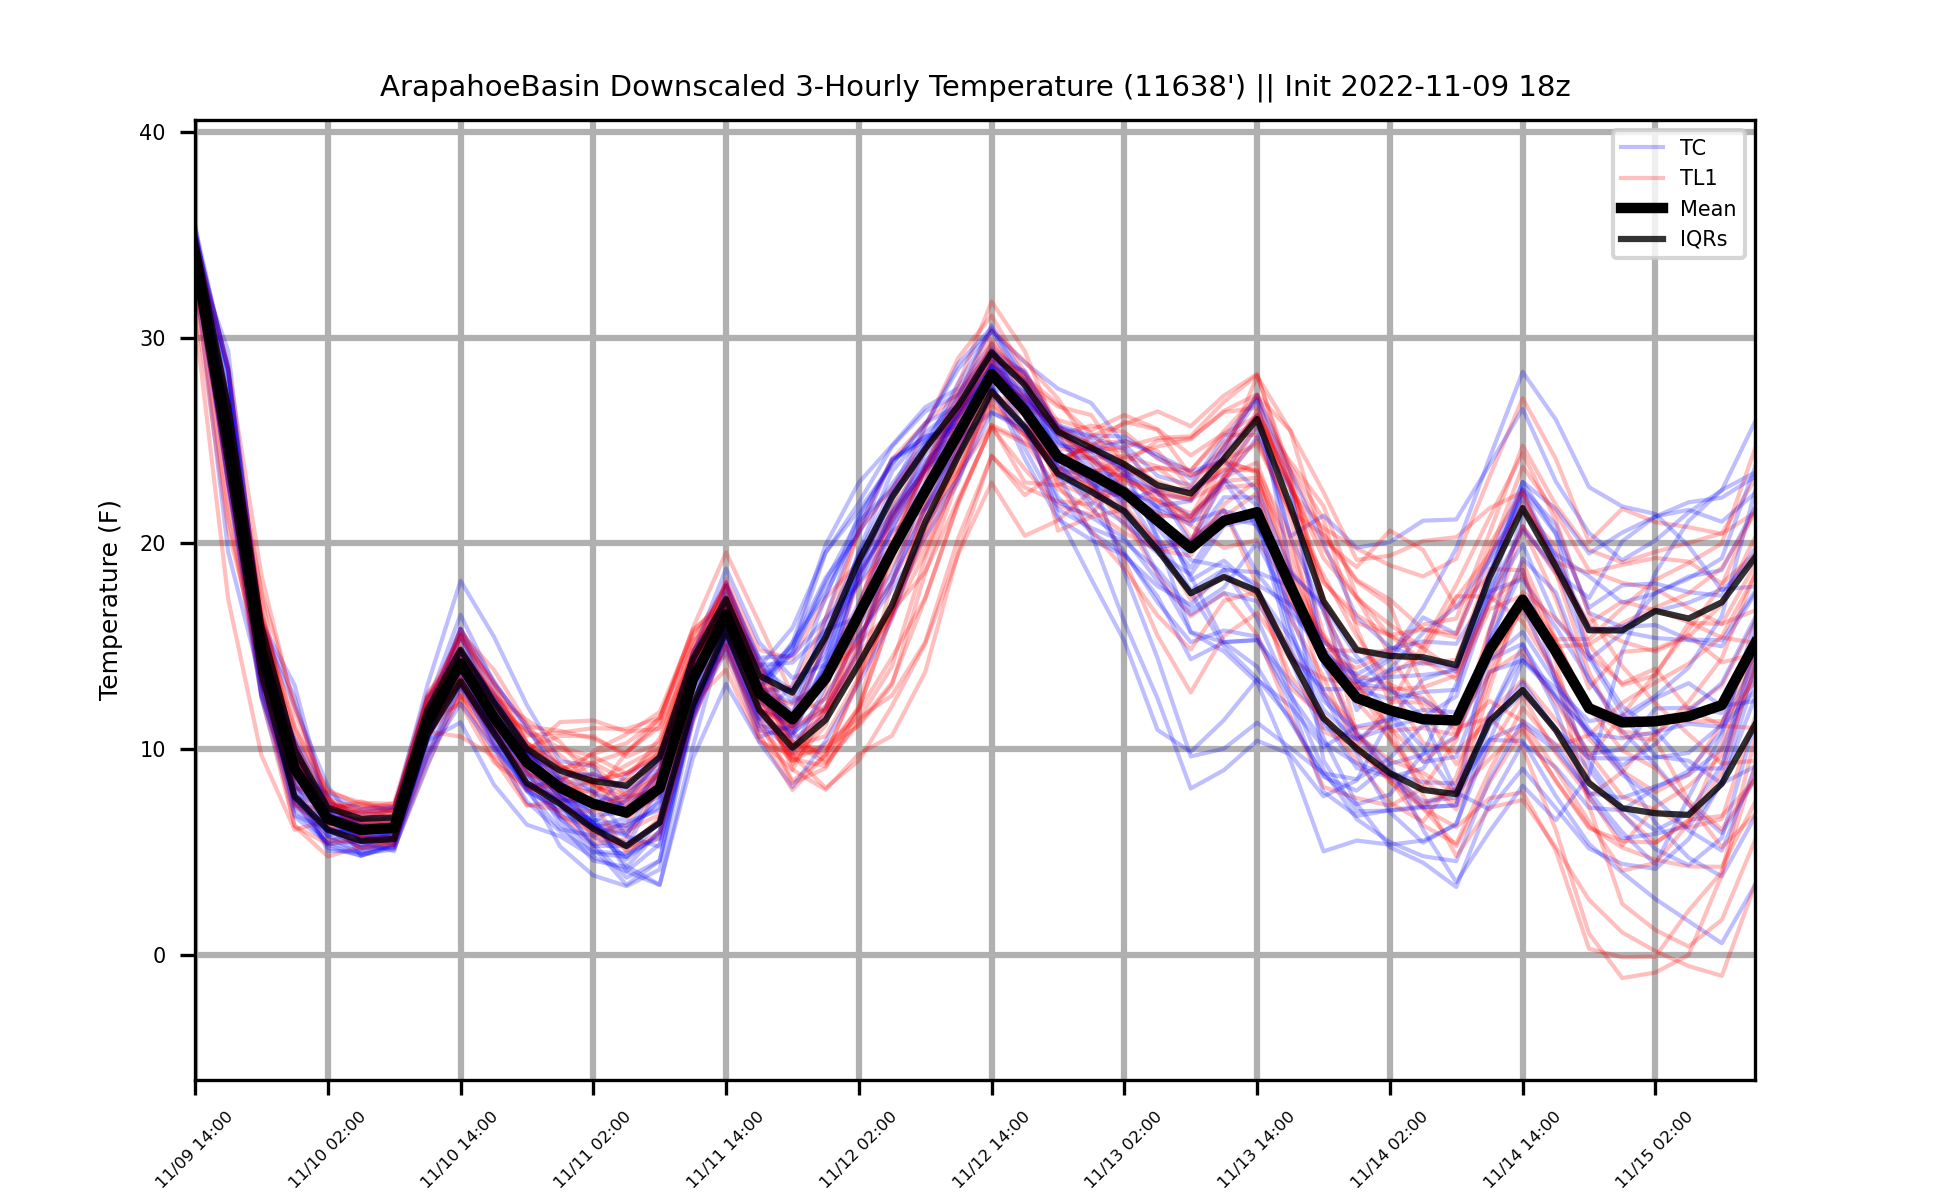 ArapahoeBasin Downscaled 3-Hourly Temperature (11638') || Init 2022-11-09 18z
TC
TL1
Mean
IQRs
Temperature (F)
40
30
20
10
0
11/09 14:00
11/10 02:00
11/10 14:00
11/11 02:00
11/11 14:00
11/12 02:00
11/12 14:00
11/13 02:00
11/13 14:00
11/14 02:00
11/14 14:00
11/15 02:00